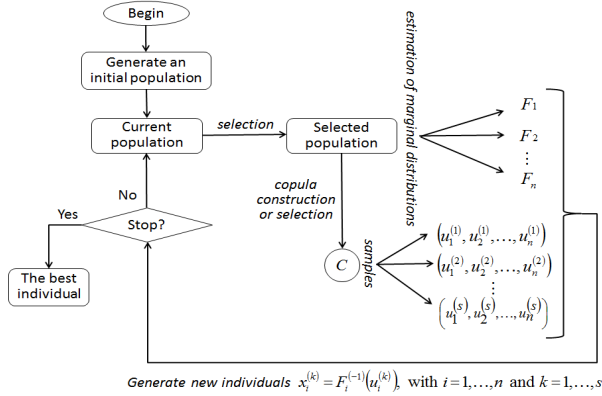 Begin
Generate an
initial population
Current
population
selection
Selected
population
estimation of marginal distributions
F₁
F₂
⋮
Fₙ
copula
construction
or selection
C
samples
(u₁⁽¹⁾, u₂⁽¹⁾,…, uₙ⁽¹⁾)
(u₁⁽²⁾, u₂⁽²⁾,…, uₙ⁽²⁾)
⋮
(u₁⁽ˢ⁾, u₂⁽ˢ⁾,…, uₙ⁽ˢ⁾)
No
Yes
Stop?
The best
individual
Generate new individuals xᵢ⁽ᵏ⁾ = Fᵢ⁽⁻¹⁾(uᵢ⁽ᵏ⁾), with i=1,…,n and k=1,…,s